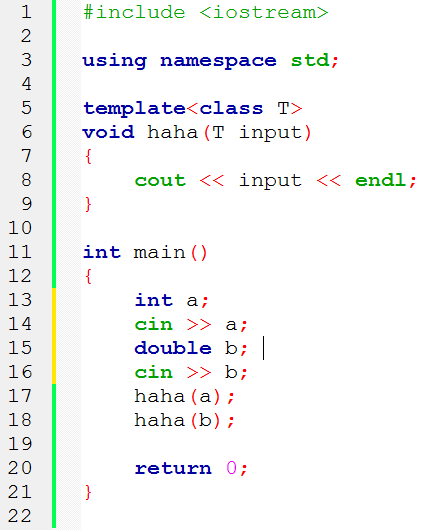 1 #include <iostream>
2
3 using namespace std;
4
5 template<class T>
6 void haha(T input)
7 {
8     cout << input << endl;
9 }
10
11 int main()
12 {
13     int a;
14     cin >> a;
15     double b;
16     cin >> b;
17     haha(a);
18     haha(b);
19
20     return 0;
21 }
22